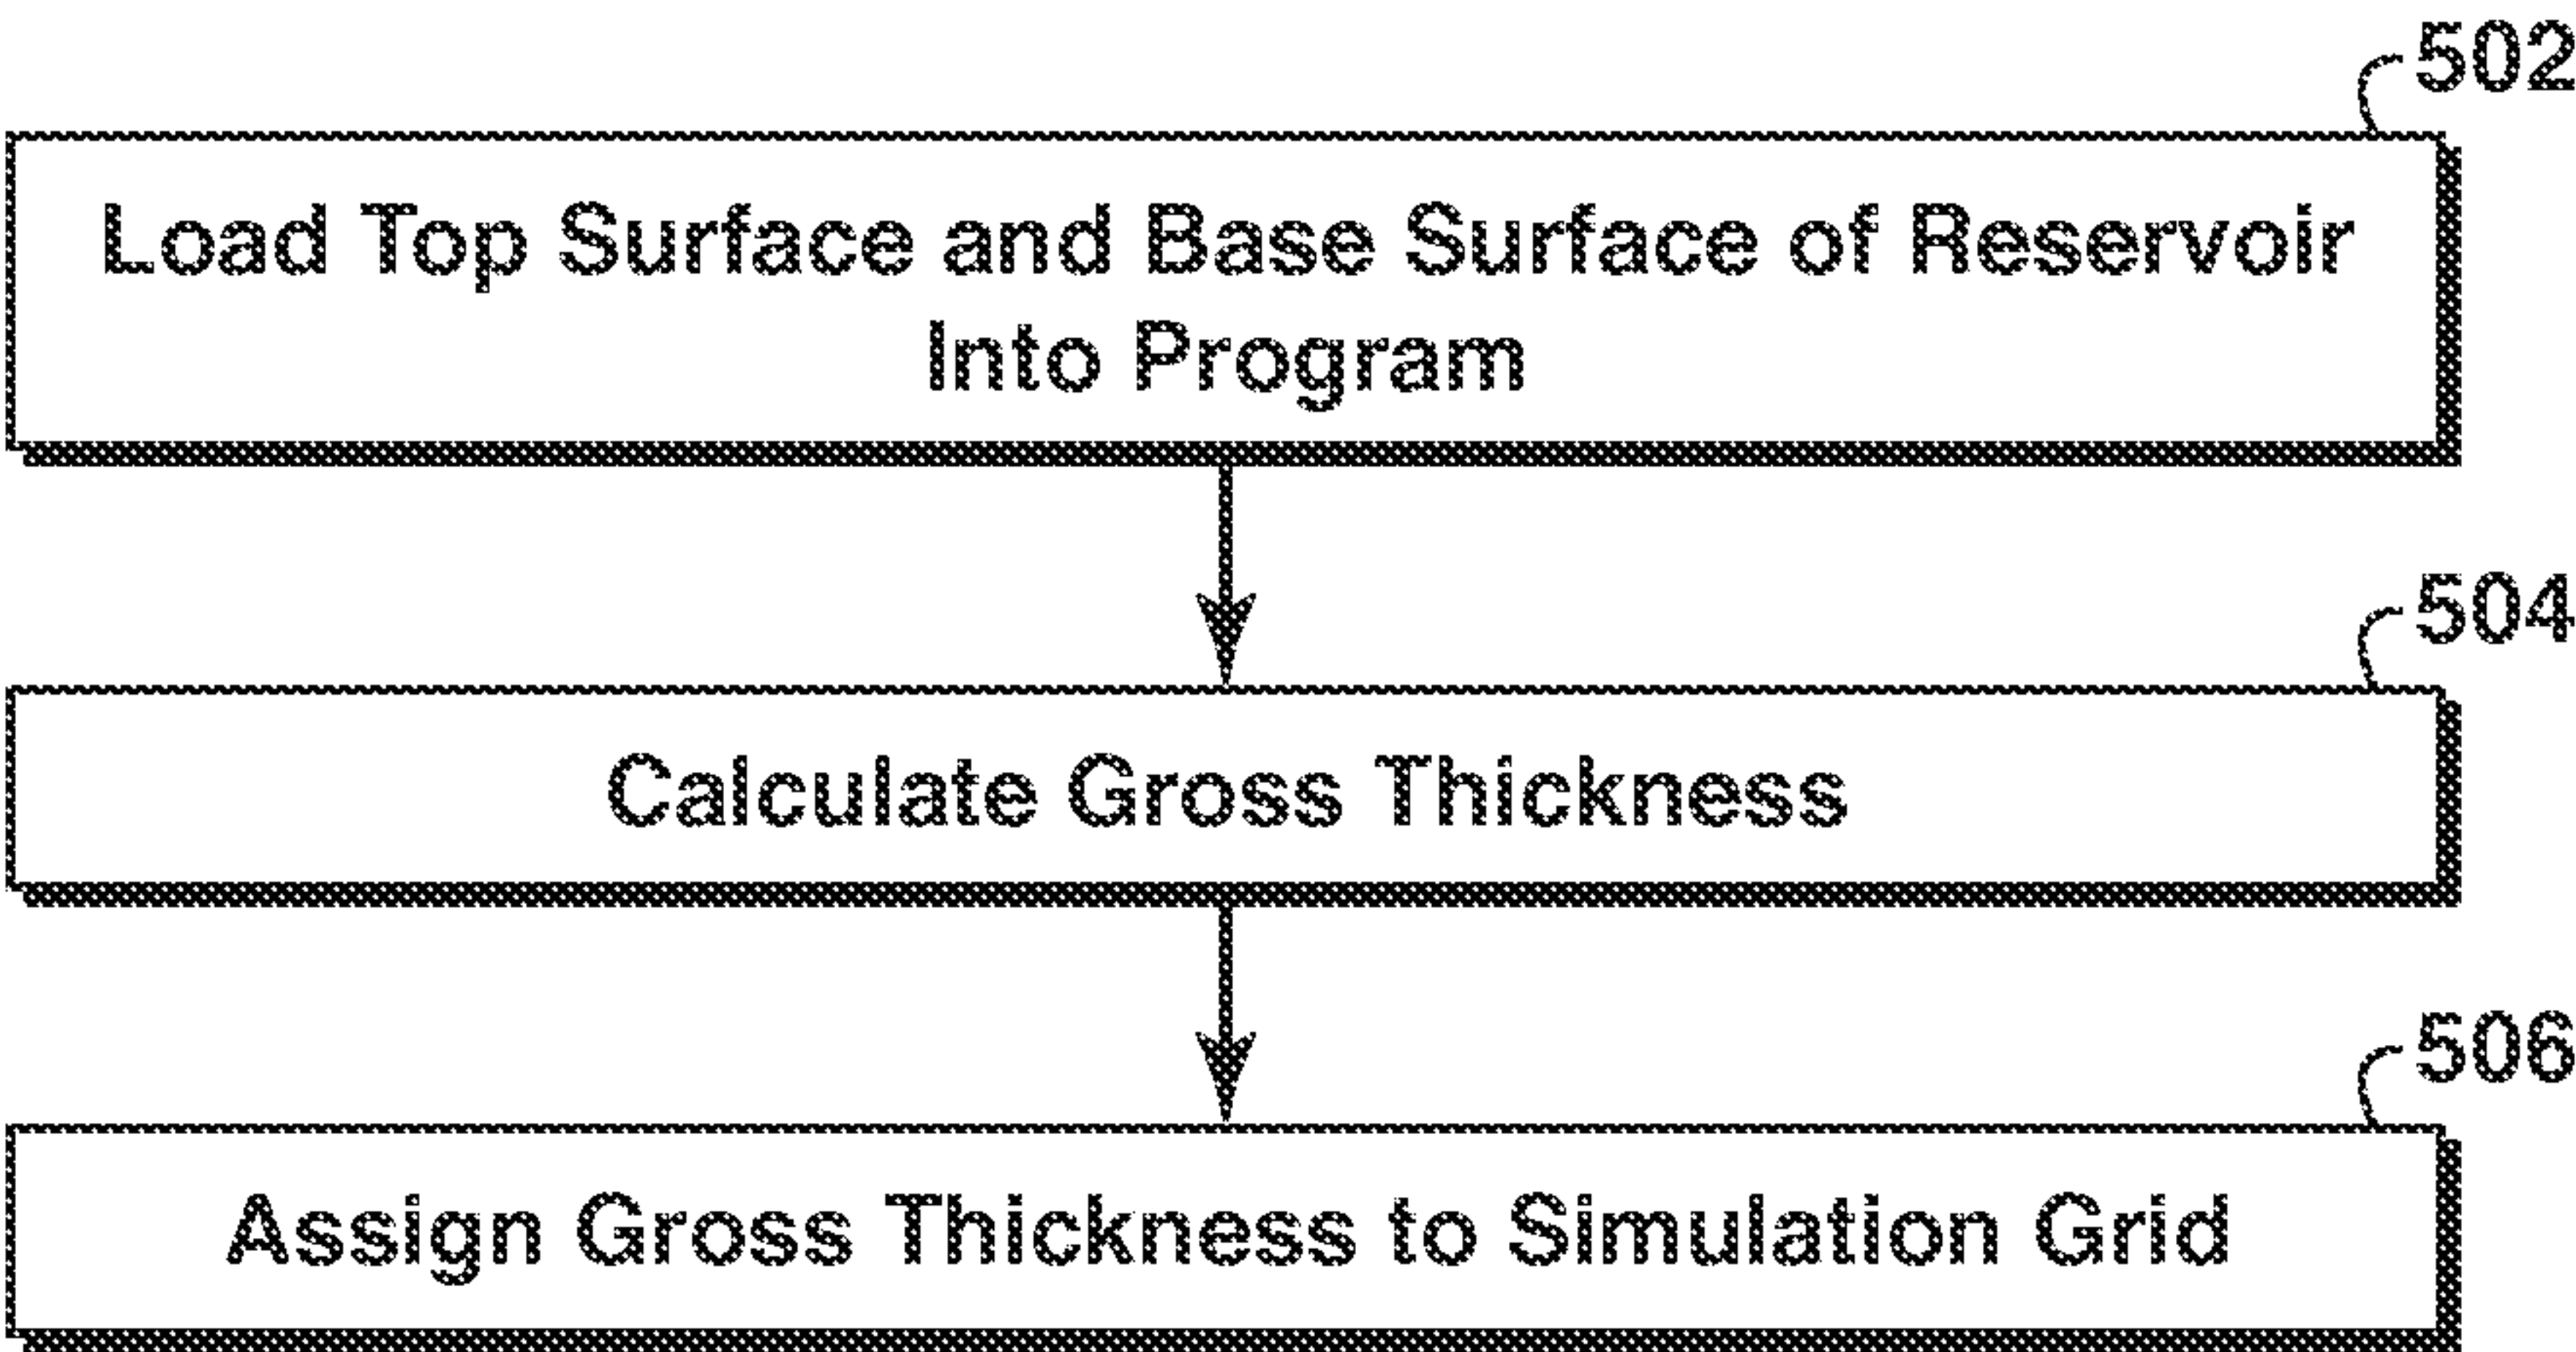 502
Load Top Surface and Base Surface of Reservoir
Into Program
504
Calculate Gross Thickness
506
Assign Gross Thickness to Simulation Grid